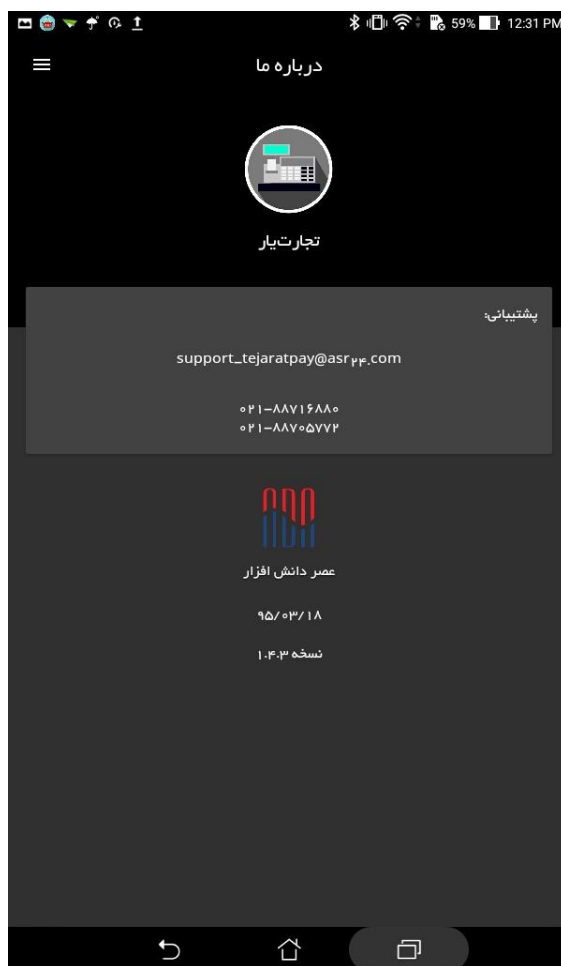 59% 12:31 PM
درباره ما
تجارت‌یار
پشتیبانی:
support_tejaratpay@asr۲۴.com
۰۲۱-۸۸۷۱۶۸۸۰
۰۲۱-۸۸۷۰۵۷۷۲
عصر دانش افزار
۹۵/۰۳/۱۸
نسخه ۱.۴.۳